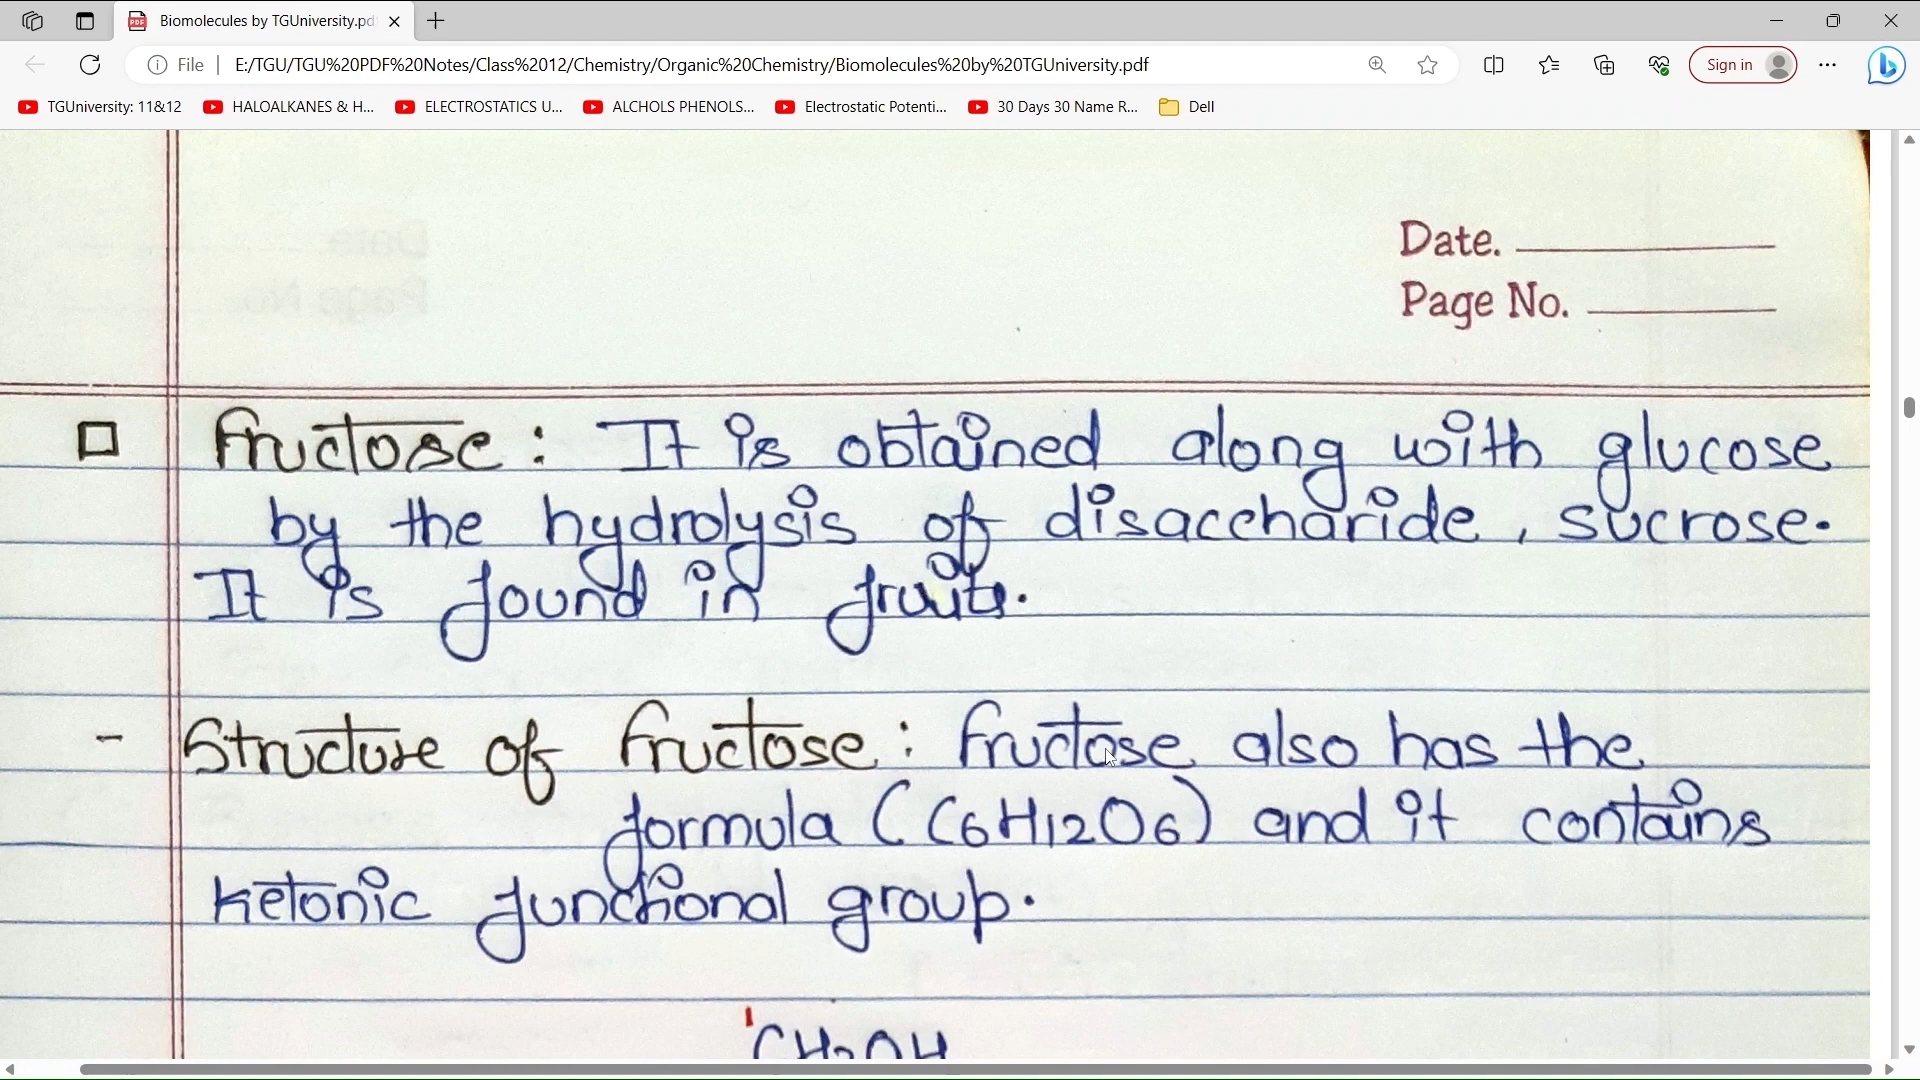 Biomolecules by TGUniversity.pd
File
E:/TGU/TGU%20PDF%20Notes/Class%2012/Chemistry/Organic%20Chemistry/Biomolecules%20by%20TGUniversity.pdf
Sign in
TGUniversity: 11&12
HALOALKANES & H...
ELECTROSTATICS U...
ALCHOLS PHENOLS...
Electrostatic Potenti...
30 Days 30 Name R...
Dell
Date.
Page No.
Fructose : It is obtained along with glucose
by the hydrolysis of disaccharide, sucrose.
It is found in fruits.
- Structure of Fructose : Fructose also has the
formula (C6H12O6) and it contains
ketonic functional group.
1
CH2OH